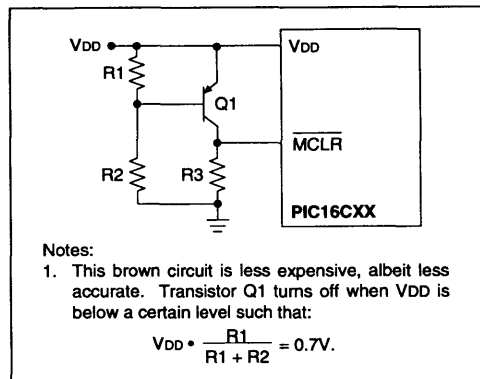 VDD VDD
R1
Q1
MCLR
R2 R3
PIC16CXX
Notes:
1. This brown circuit is less expensive, albeit less
accurate. Transistor Q1 turns off when VDD is
below a certain level such that:
VDD • R1 / R1 + R2 = 0.7V.